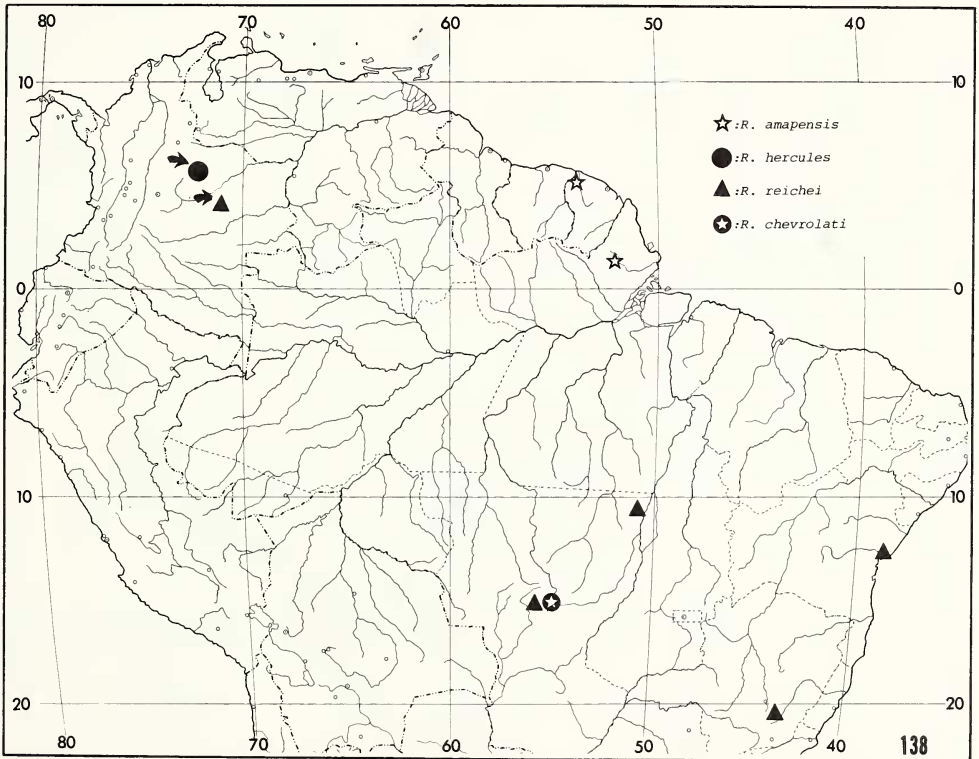 80 70 60 50 40
10 10
☆ :R. amapensis
● :R. hercules
▲ :R. reichei
✪ :R. chevrolati
0 0
10 10
20 20
80 70 60 50 40
138